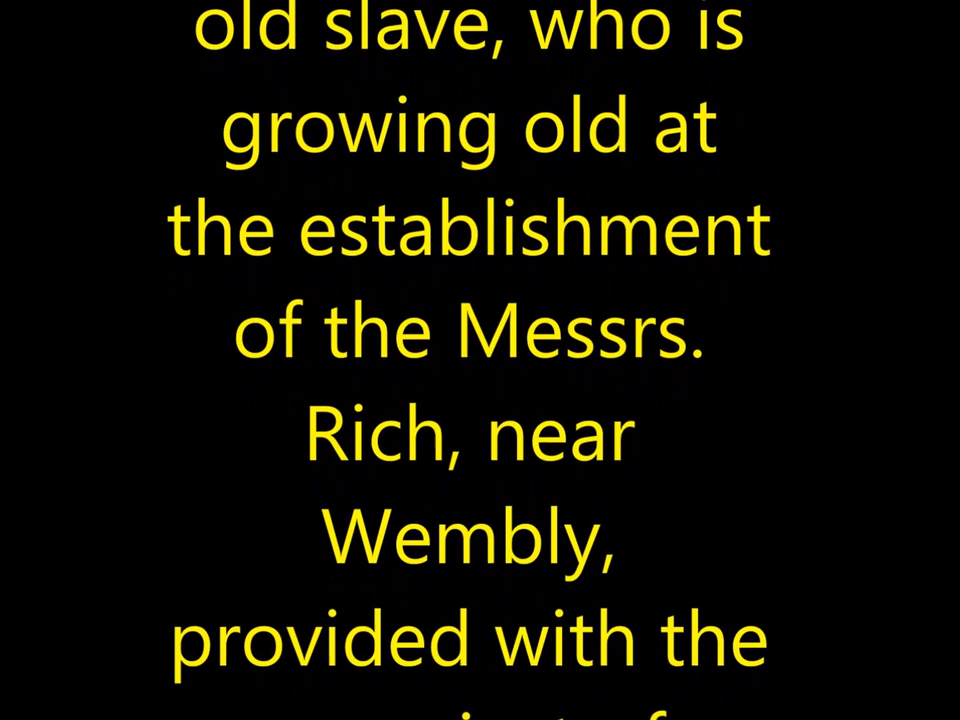 old slave, who is
growing old at
the establishment
of the Messrs.
Rich, near
Wembly,
provided with the